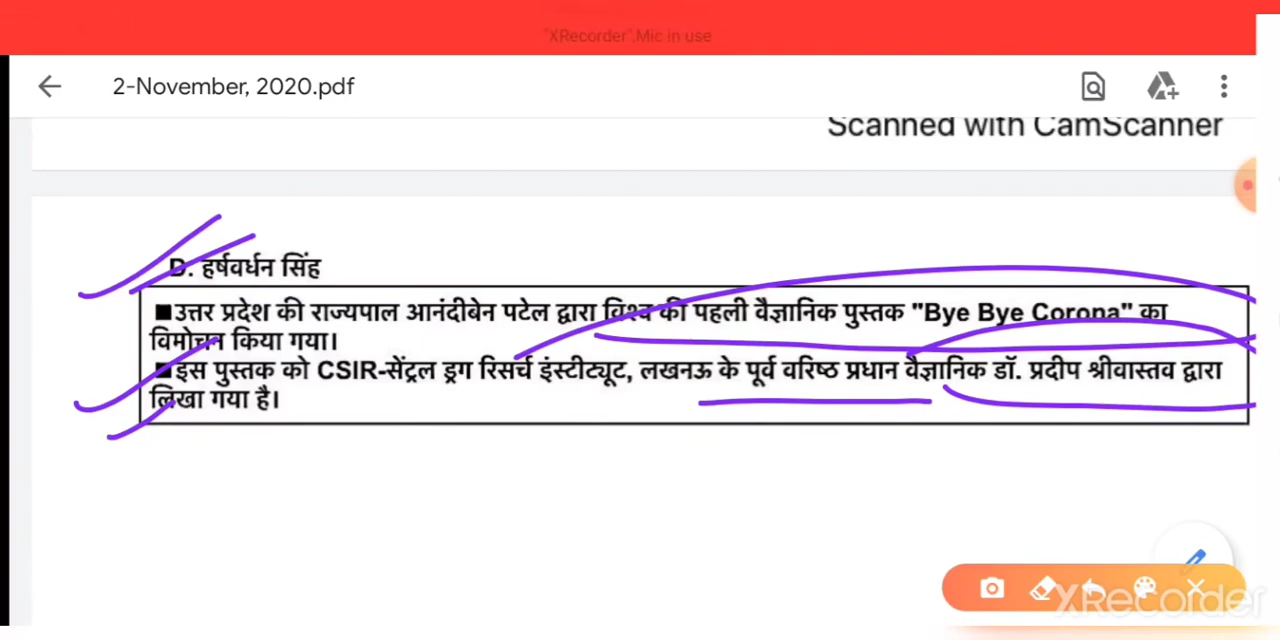 "XRecorder",Mic in use
2-November, 2020.pdf
Scanned with CamScanner
D. हर्षवर्धन सिंह
■उत्तर प्रदेश की राज्यपाल आनंदीबेन पटेल द्वारा विश्व की पहली वैज्ञानिक पुस्तक "Bye Bye Corona" का
विमोचन किया गया।
■इस पुस्तक को CSIR-सेंट्रल ड्रग रिसर्च इंस्टीट्यूट, लखनऊ के पूर्व वरिष्ठ प्रधान वैज्ञानिक डॉ. प्रदीप श्रीवास्तव द्वारा
लिखा गया है।
XRecorder